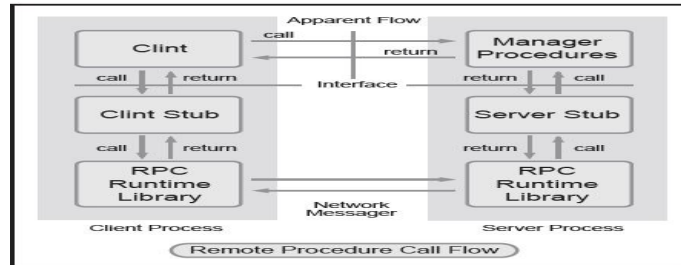 Apparent Flow
Clint
call
return
Manager
Procedures
call
return
Interface
return
call
Clint Stub
Server Stub
call
return
return
call
RPC
Runtime
Library
RPC
Runtime
Library
Network
Messager
Client Process
Server Process
Remote Procedure Call Flow